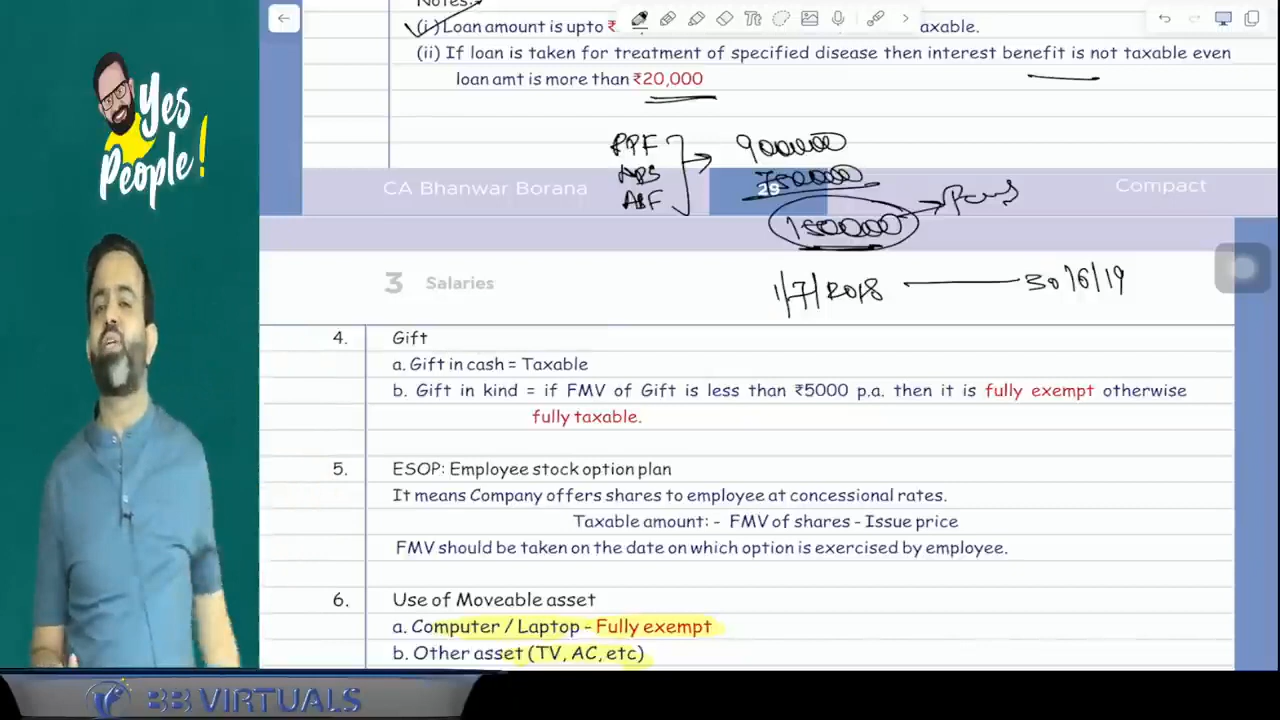 Notes:
(i) Loan amount is upto ₹ axable.
(ii) If loan is taken for treatment of specified disease then interest benefit is not taxable even
loan amt is more than ₹20,000
PPF 900000
NPS 750000
ASF
Yes
People!
CA Bhanwar Borana 29 Compact
3 Salaries
1/7/2018 30/6/19
4. Gift
a. Gift in cash = Taxable
b. Gift in kind = if FMV of Gift is less than ₹5000 p.a. then it is fully exempt otherwise
fully taxable.
5. ESOP: Employee stock option plan
It means Company offers shares to employee at concessional rates.
Taxable amount: - FMV of shares - Issue price
FMV should be taken on the date on which option is exercised by employee.
6. Use of Moveable asset
a. Computer / Laptop - Fully exempt
b. Other asset (TV, AC, etc)
BB VIRTUALS